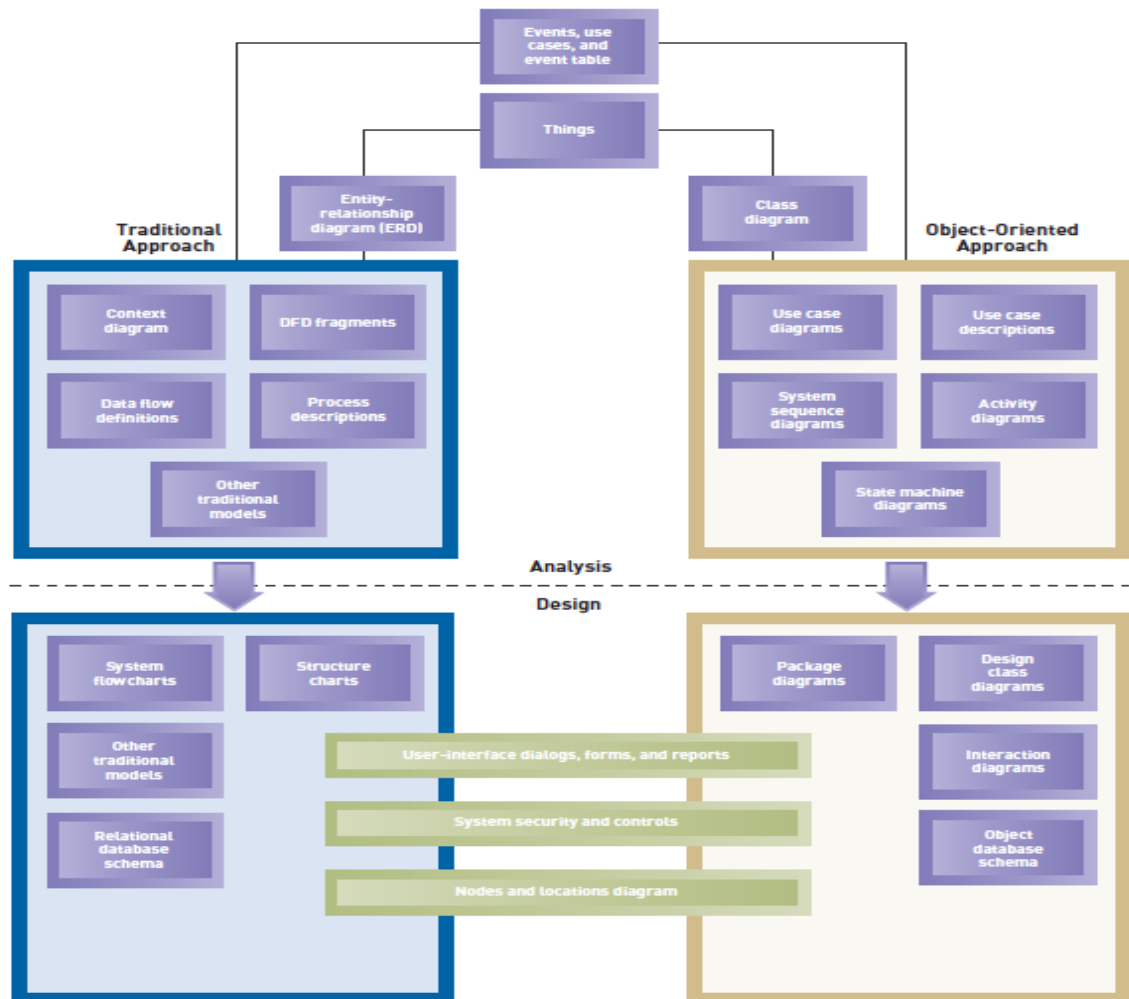 Events, use
cases, and
event table
Things
Entity-
relationship
diagram (ERD)
Class
diagram
Traditional
Approach
Object-Oriented
Approach
Context
diagram
DFD fragments
Use case
diagrams
Use case
descriptions
Data flow
definitions
Process
descriptions
System
sequence
diagrams
Activity
diagrams
Other
traditional
models
State machine
diagrams
Analysis
Design
System
flowcharts
Structure
charts
Package
diagrams
Design
class
diagrams
Other
traditional
models
User-interface dialogs, forms, and reports
Interaction
diagrams
System security and controls
Relational
database
schema
Object
database
schema
Nodes and locations diagram